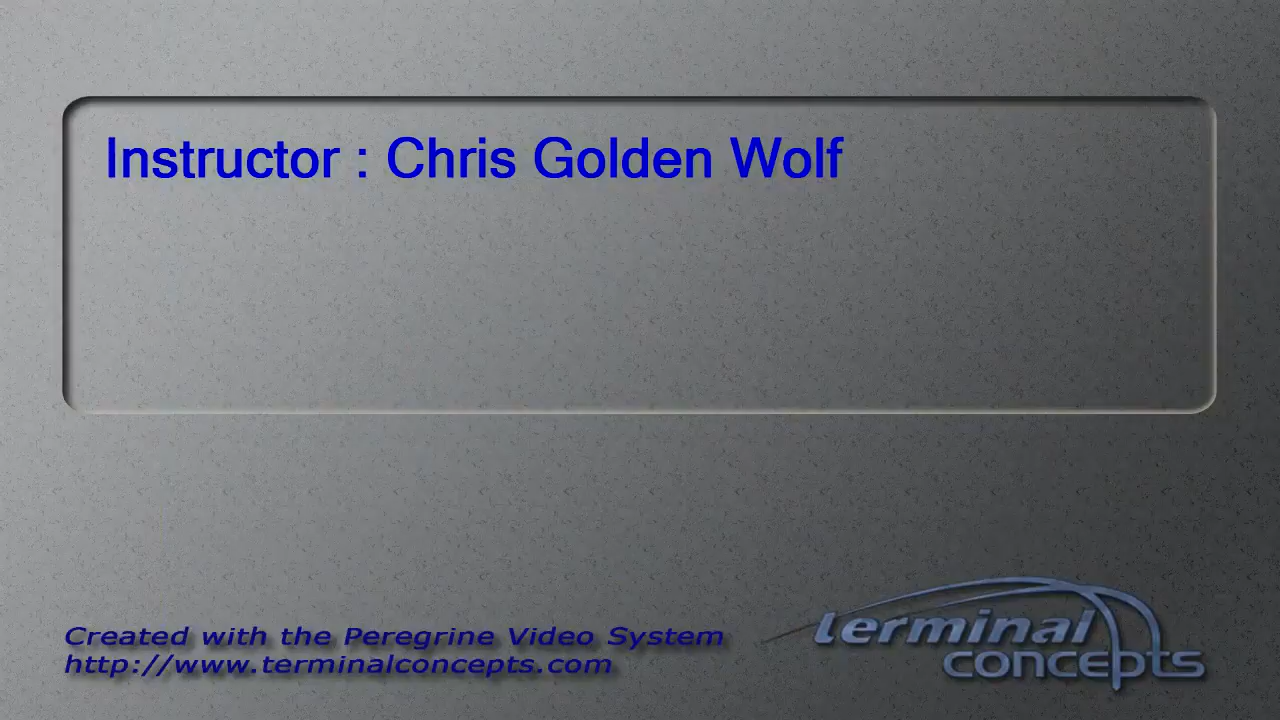 Instructor : Chris Golden Wolf
Created with the Peregrine Video System
http://www.terminalconcepts.com
terminal
concepts